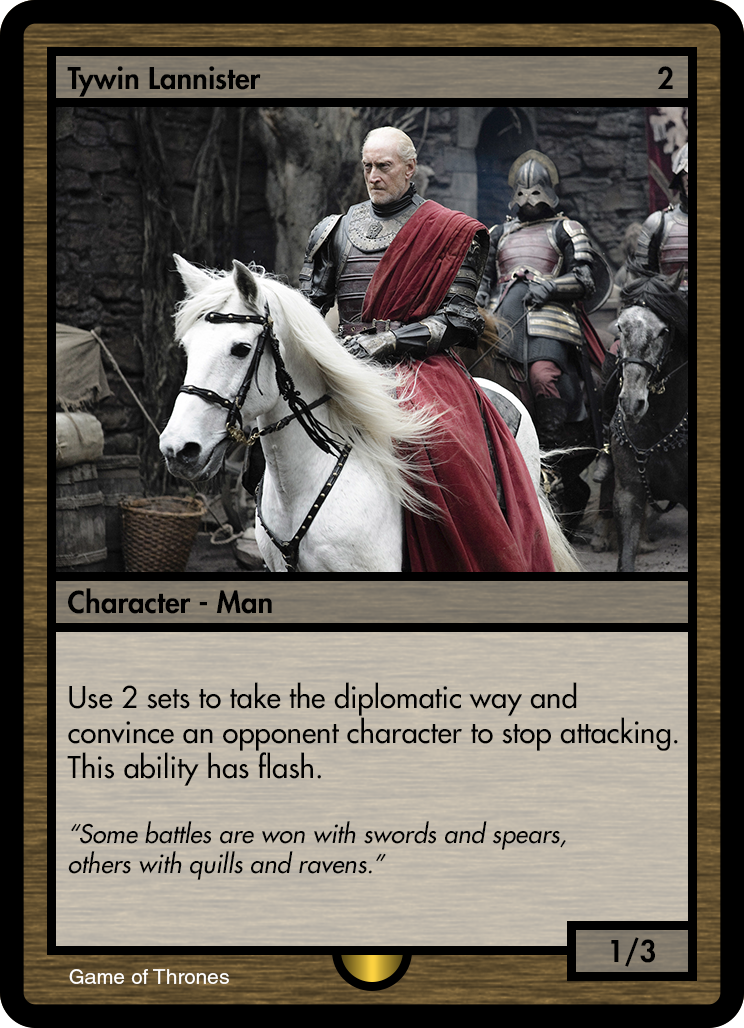 Tywin Lannister 2
Character - Man
Use 2 sets to take the diplomatic way and
convince an opponent character to stop attacking.
This ability has flash.
“Some battles are won with swords and spears,
others with quills and ravens.”
1/3
Game of Thrones